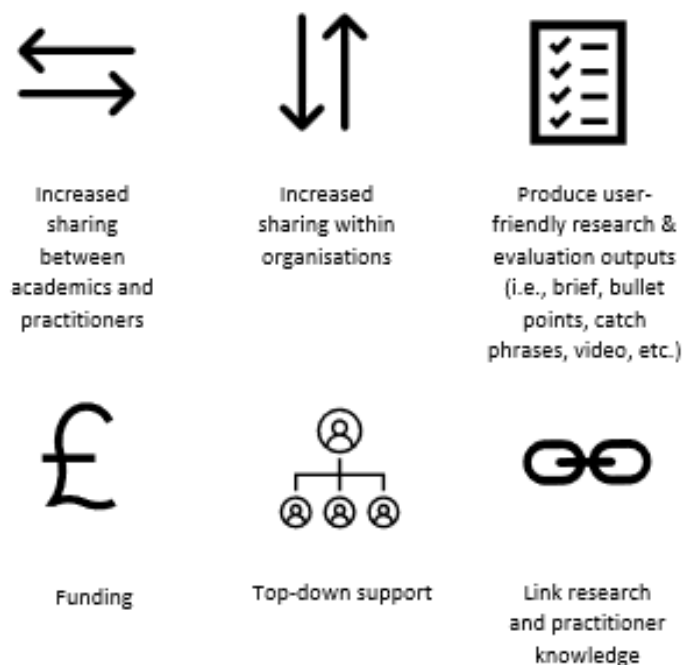 Increased
sharing
between
academics and
practitioners
Increased
sharing within
organisations
Produce user-
friendly research &
evaluation outputs
(i.e., brief, bullet
points, catch
phrases, video, etc.)
£
Funding
Top-down support
Link research
and practitioner
knowledge